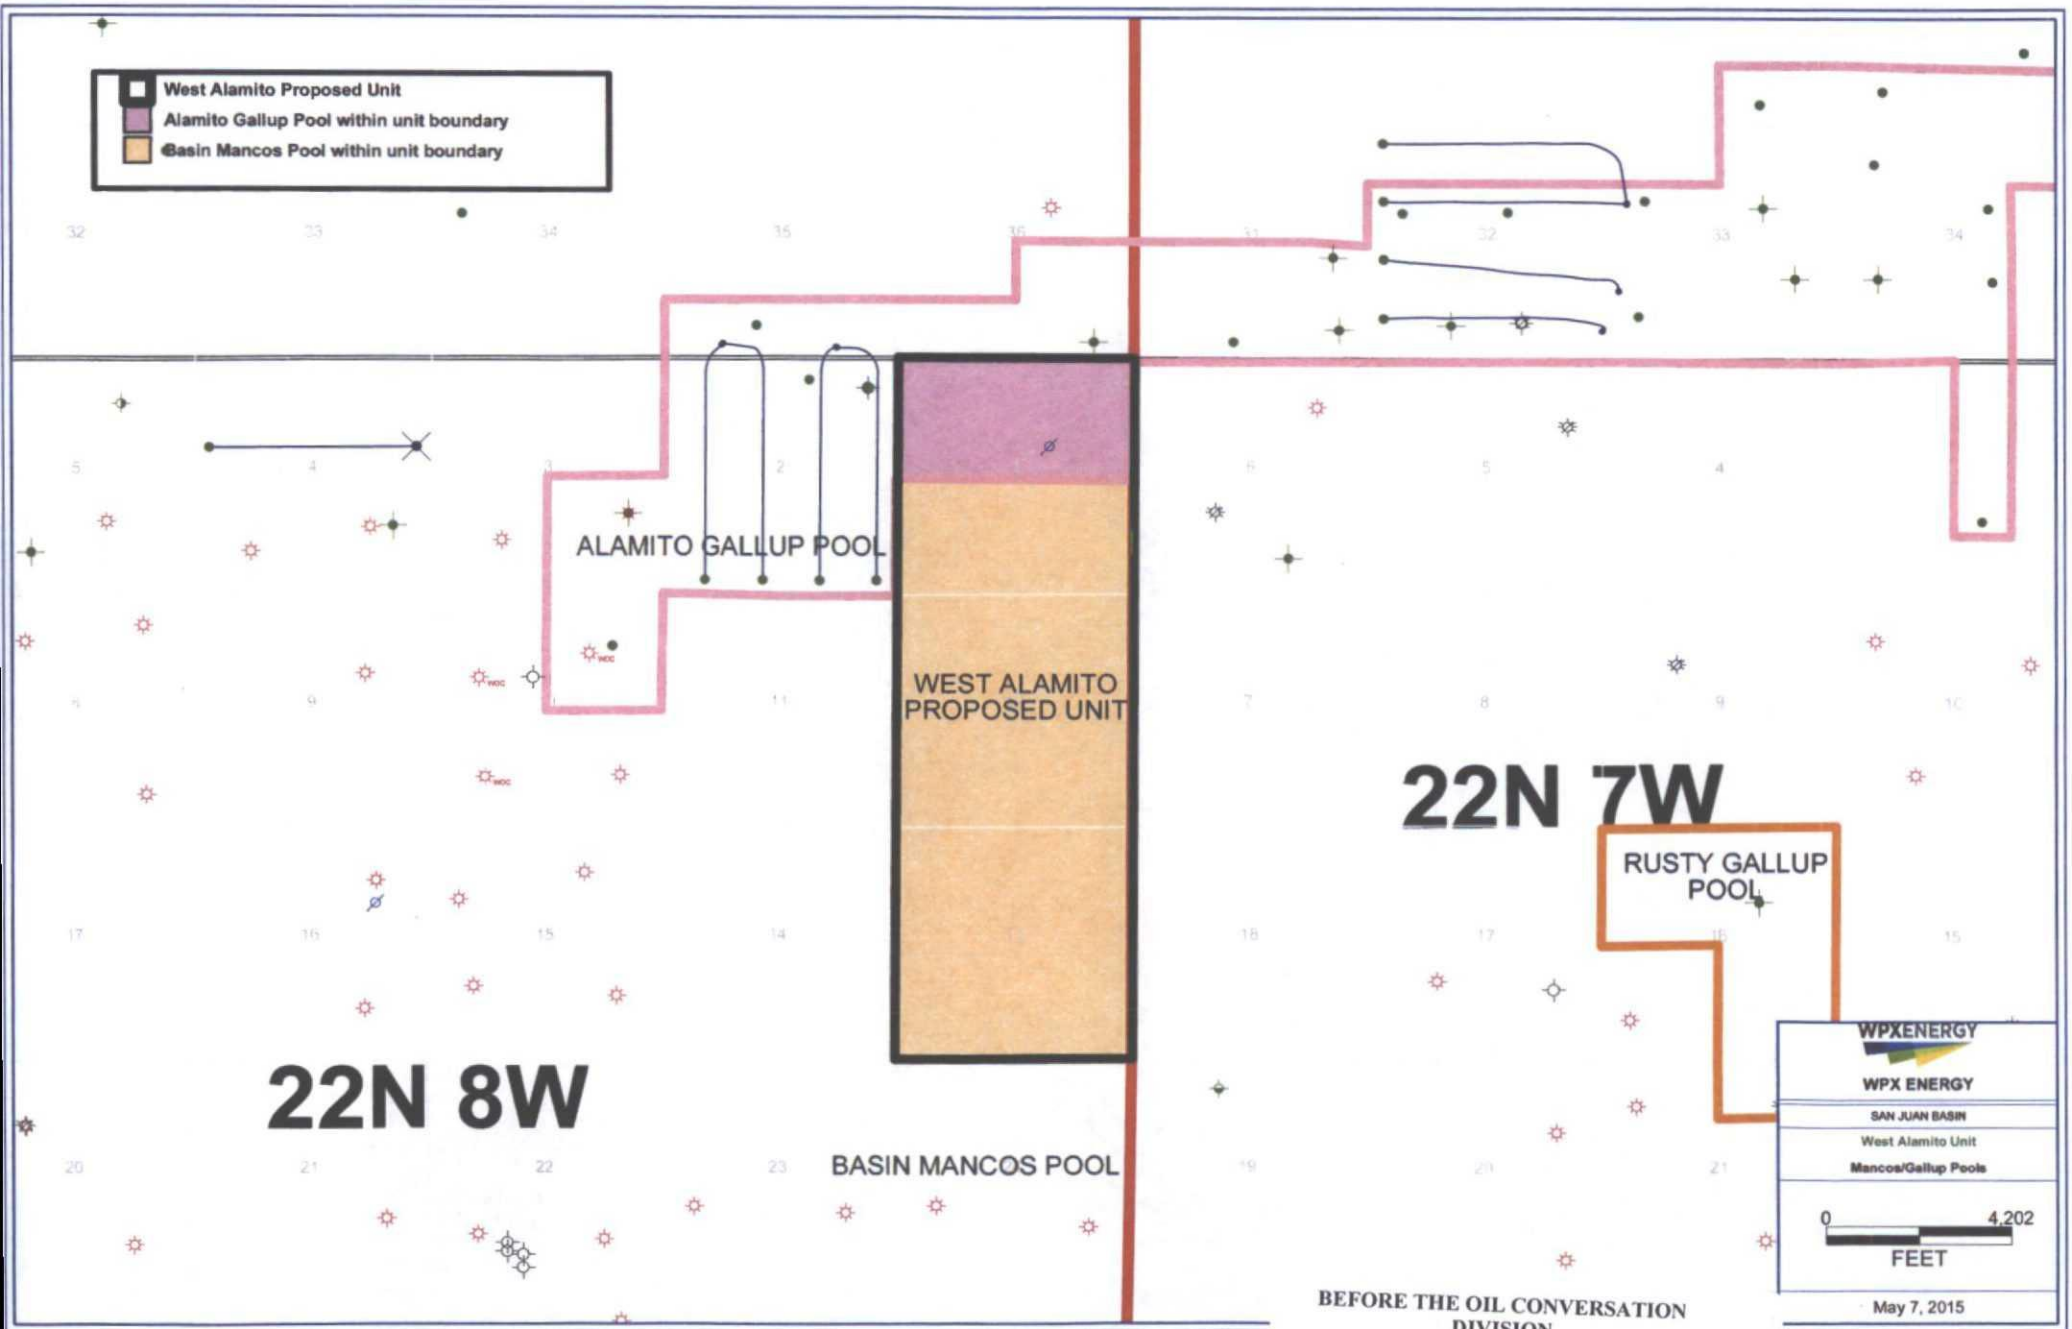 West Alamito Proposed Unit
Alamito Gallup Pool within unit boundary
Basin Mancos Pool within unit boundary
32 33 34 35 36 31 32 33 34
5 4 3 2 6 5 4
ALAMITO GALLUP POOL
WOC
WOC
WEST ALAMITO
PROPOSED UNIT
9 11 7 8 9 10
WOC
22N 7W
RUSTY GALLUP
POOL
17 16 15 14 18 17 16 15
22N 8W
BASIN MANCOS POOL
20 21 22 23 19 20 21
WPXENERGY
WPX ENERGY
SAN JUAN BASIN
West Alamito Unit
Mancos/Gallup Pools
0 4,202
FEET
May 7, 2015
BEFORE THE OIL CONVERSATION
DIVISION